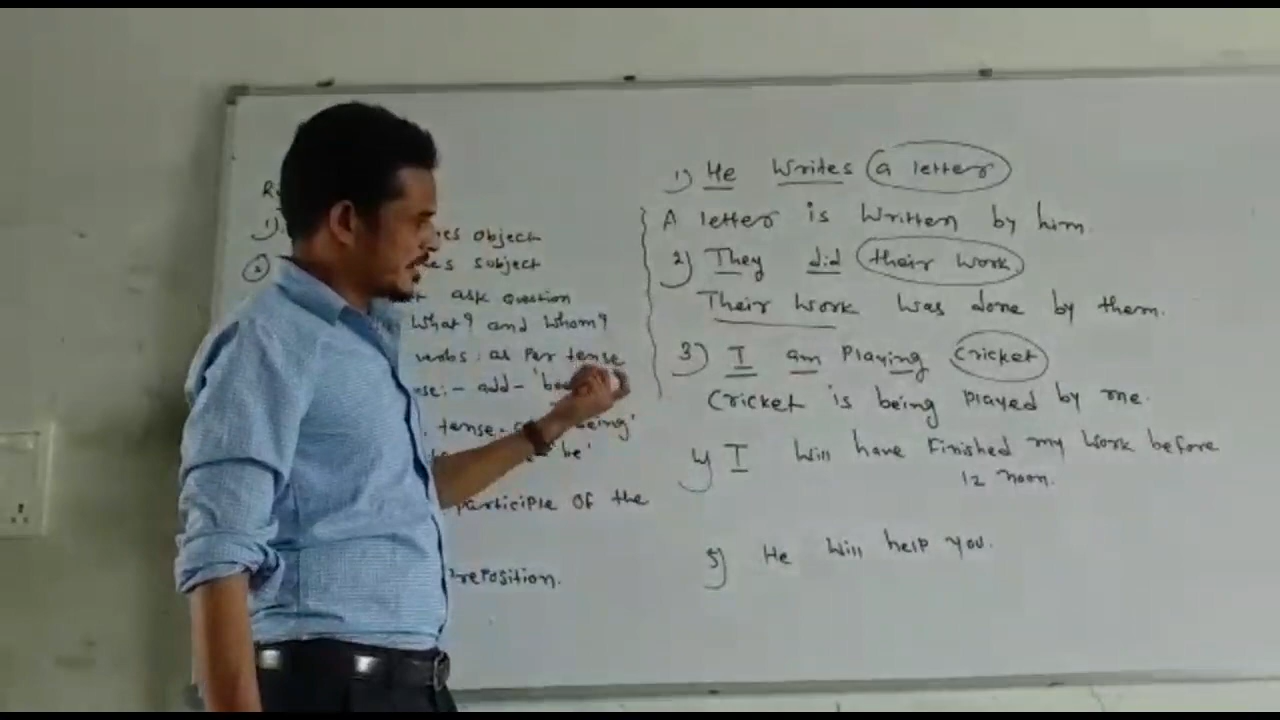 1)
es object
2
es subject
ask question
What? and Whom?
verbs: as per tense
se:- add-
tense.
'be'
participle of the
reposition.
1) He writes a letter
A letter is written by him.
2) They did their work.
Their work was done by them.
3) I am playing cricket
Cricket is being played by me.
4) I will have finished my work before
12 noon.
5) He will help you.